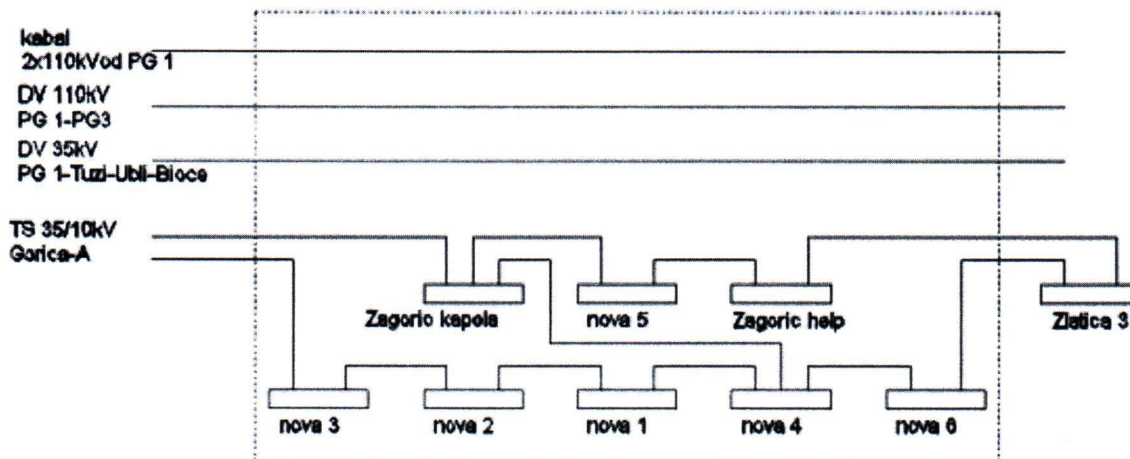 kabal
2x110kVod PG 1
DV 110kV
PG 1-PG3
DV 35kV
PG 1-Tuzi-Ubli-Bioce
TS 35/10kV
Gorica-A
Zagoric kapela
nova 5
Zagoric help
Zlatica 3
nova 3
nova 2
nova 1
nova 4
nova 6